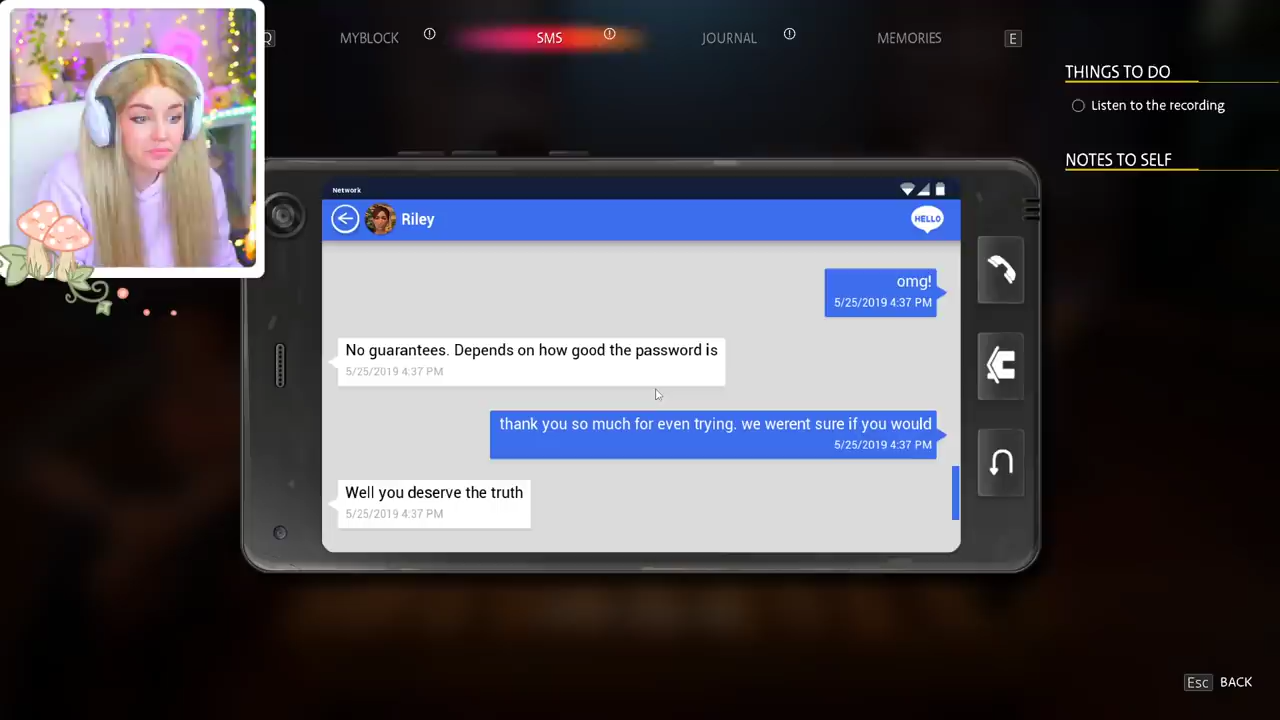 Q
MYBLOCK
SMS
JOURNAL
MEMORIES
E
THINGS TO DO
Listen to the recording
NOTES TO SELF
Network
Riley
HELLO
omg!
5/25/2019 4:37 PM
No guarantees. Depends on how good the password is
5/25/2019 4:37 PM
thank you so much for even trying. we werent sure if you would
5/25/2019 4:37 PM
Well you deserve the truth
5/25/2019 4:37 PM
Esc BACK